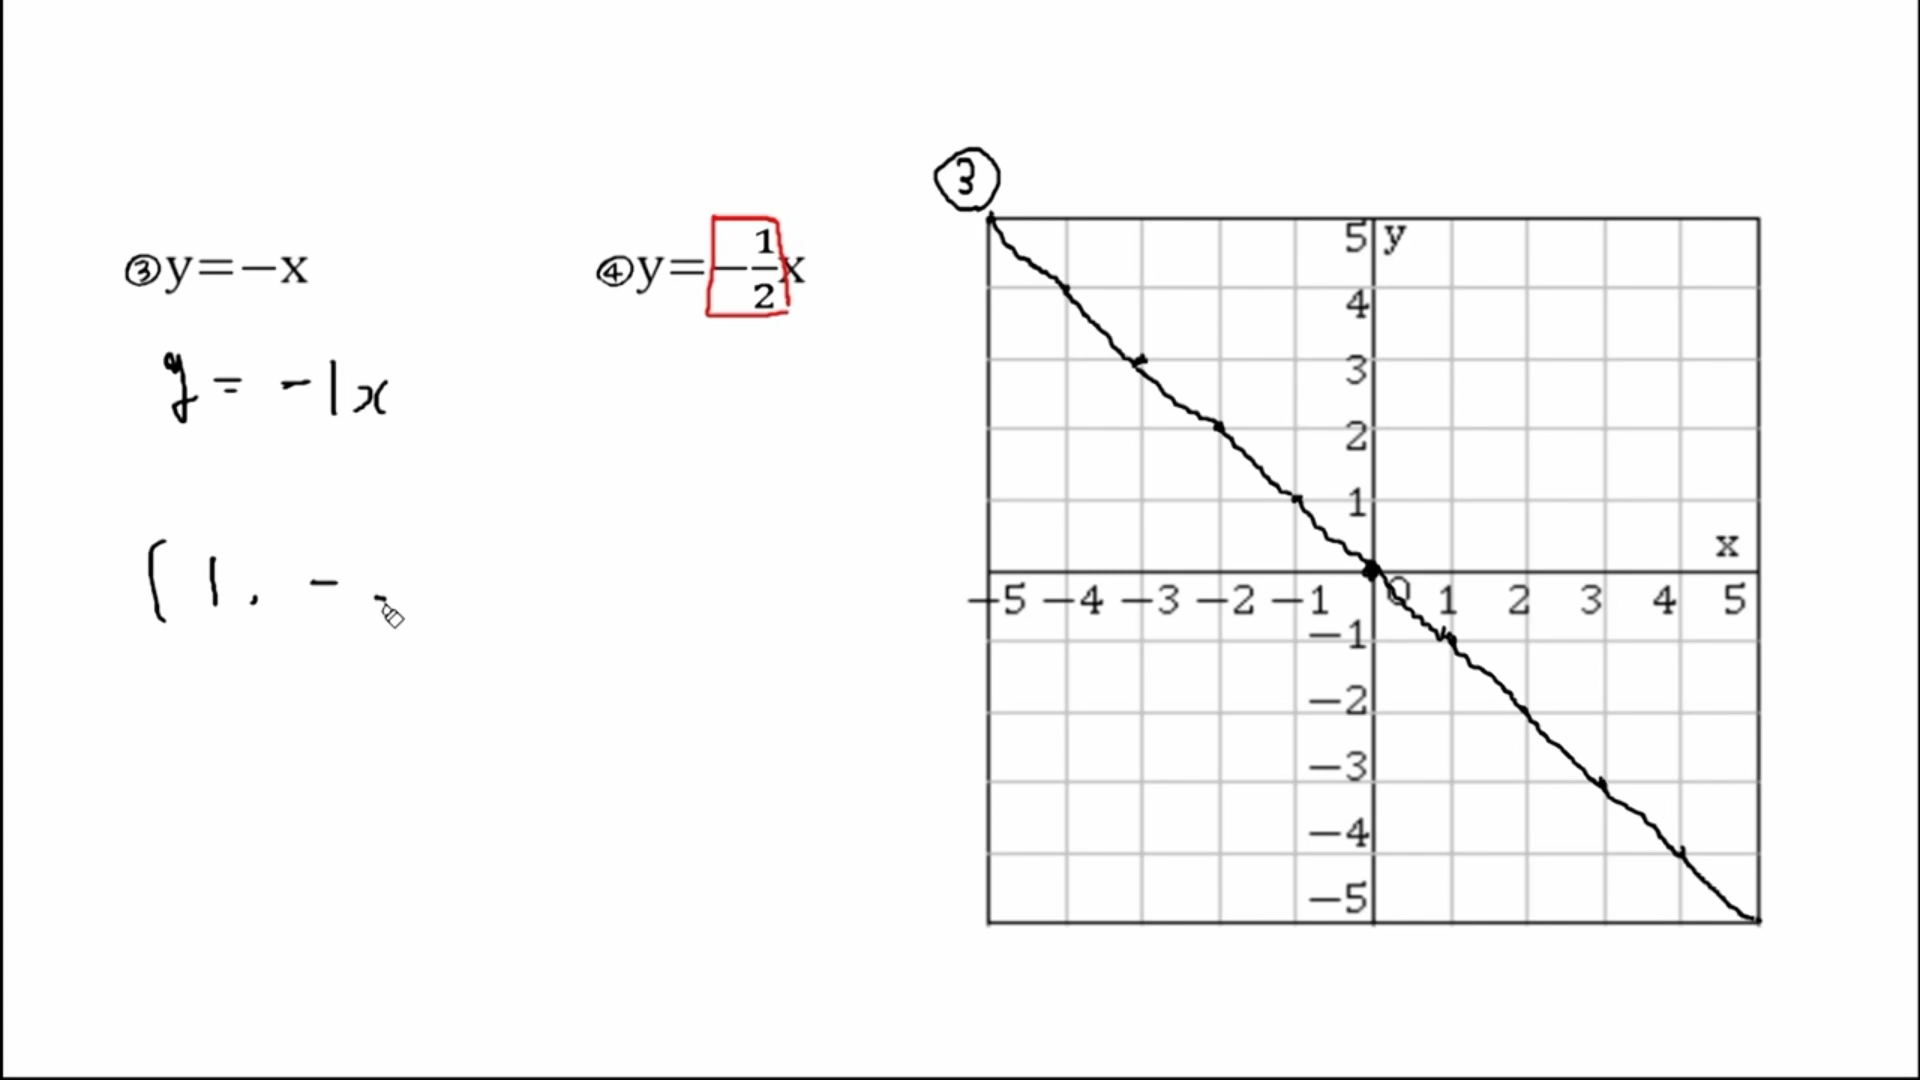 ③y=−x
④y=−1/2x
y = −1x
( 1, −
③
5 y
4
3
2
1
x
−5 −4 −3 −2 −1 O 1 2 3 4 5
−1
−2
−3
−4
−5